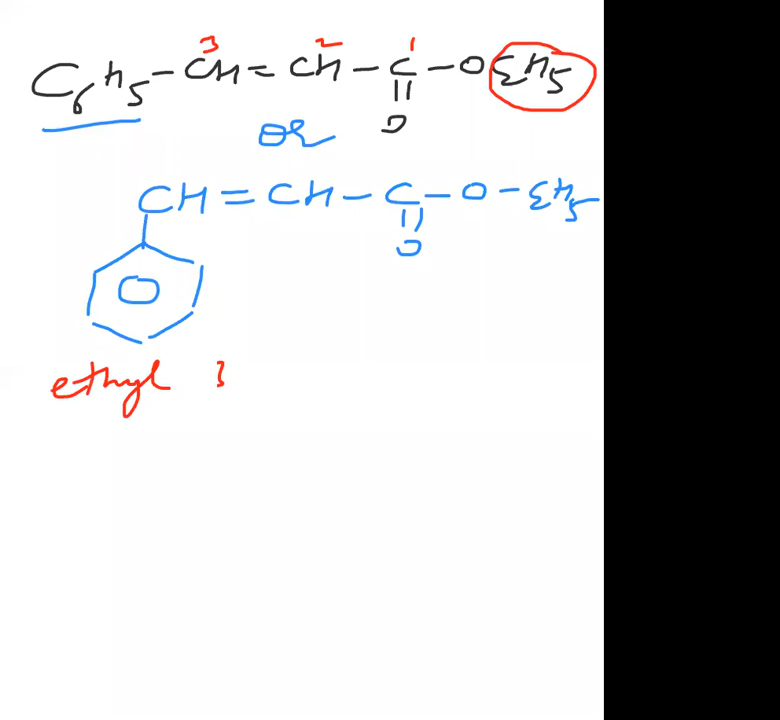 3 2 1
C₆H₅-CH=CH-C-OC₂H₅
||
O
OR
CH=CH-C-O-C₂H₅
||
O
ethyl 3